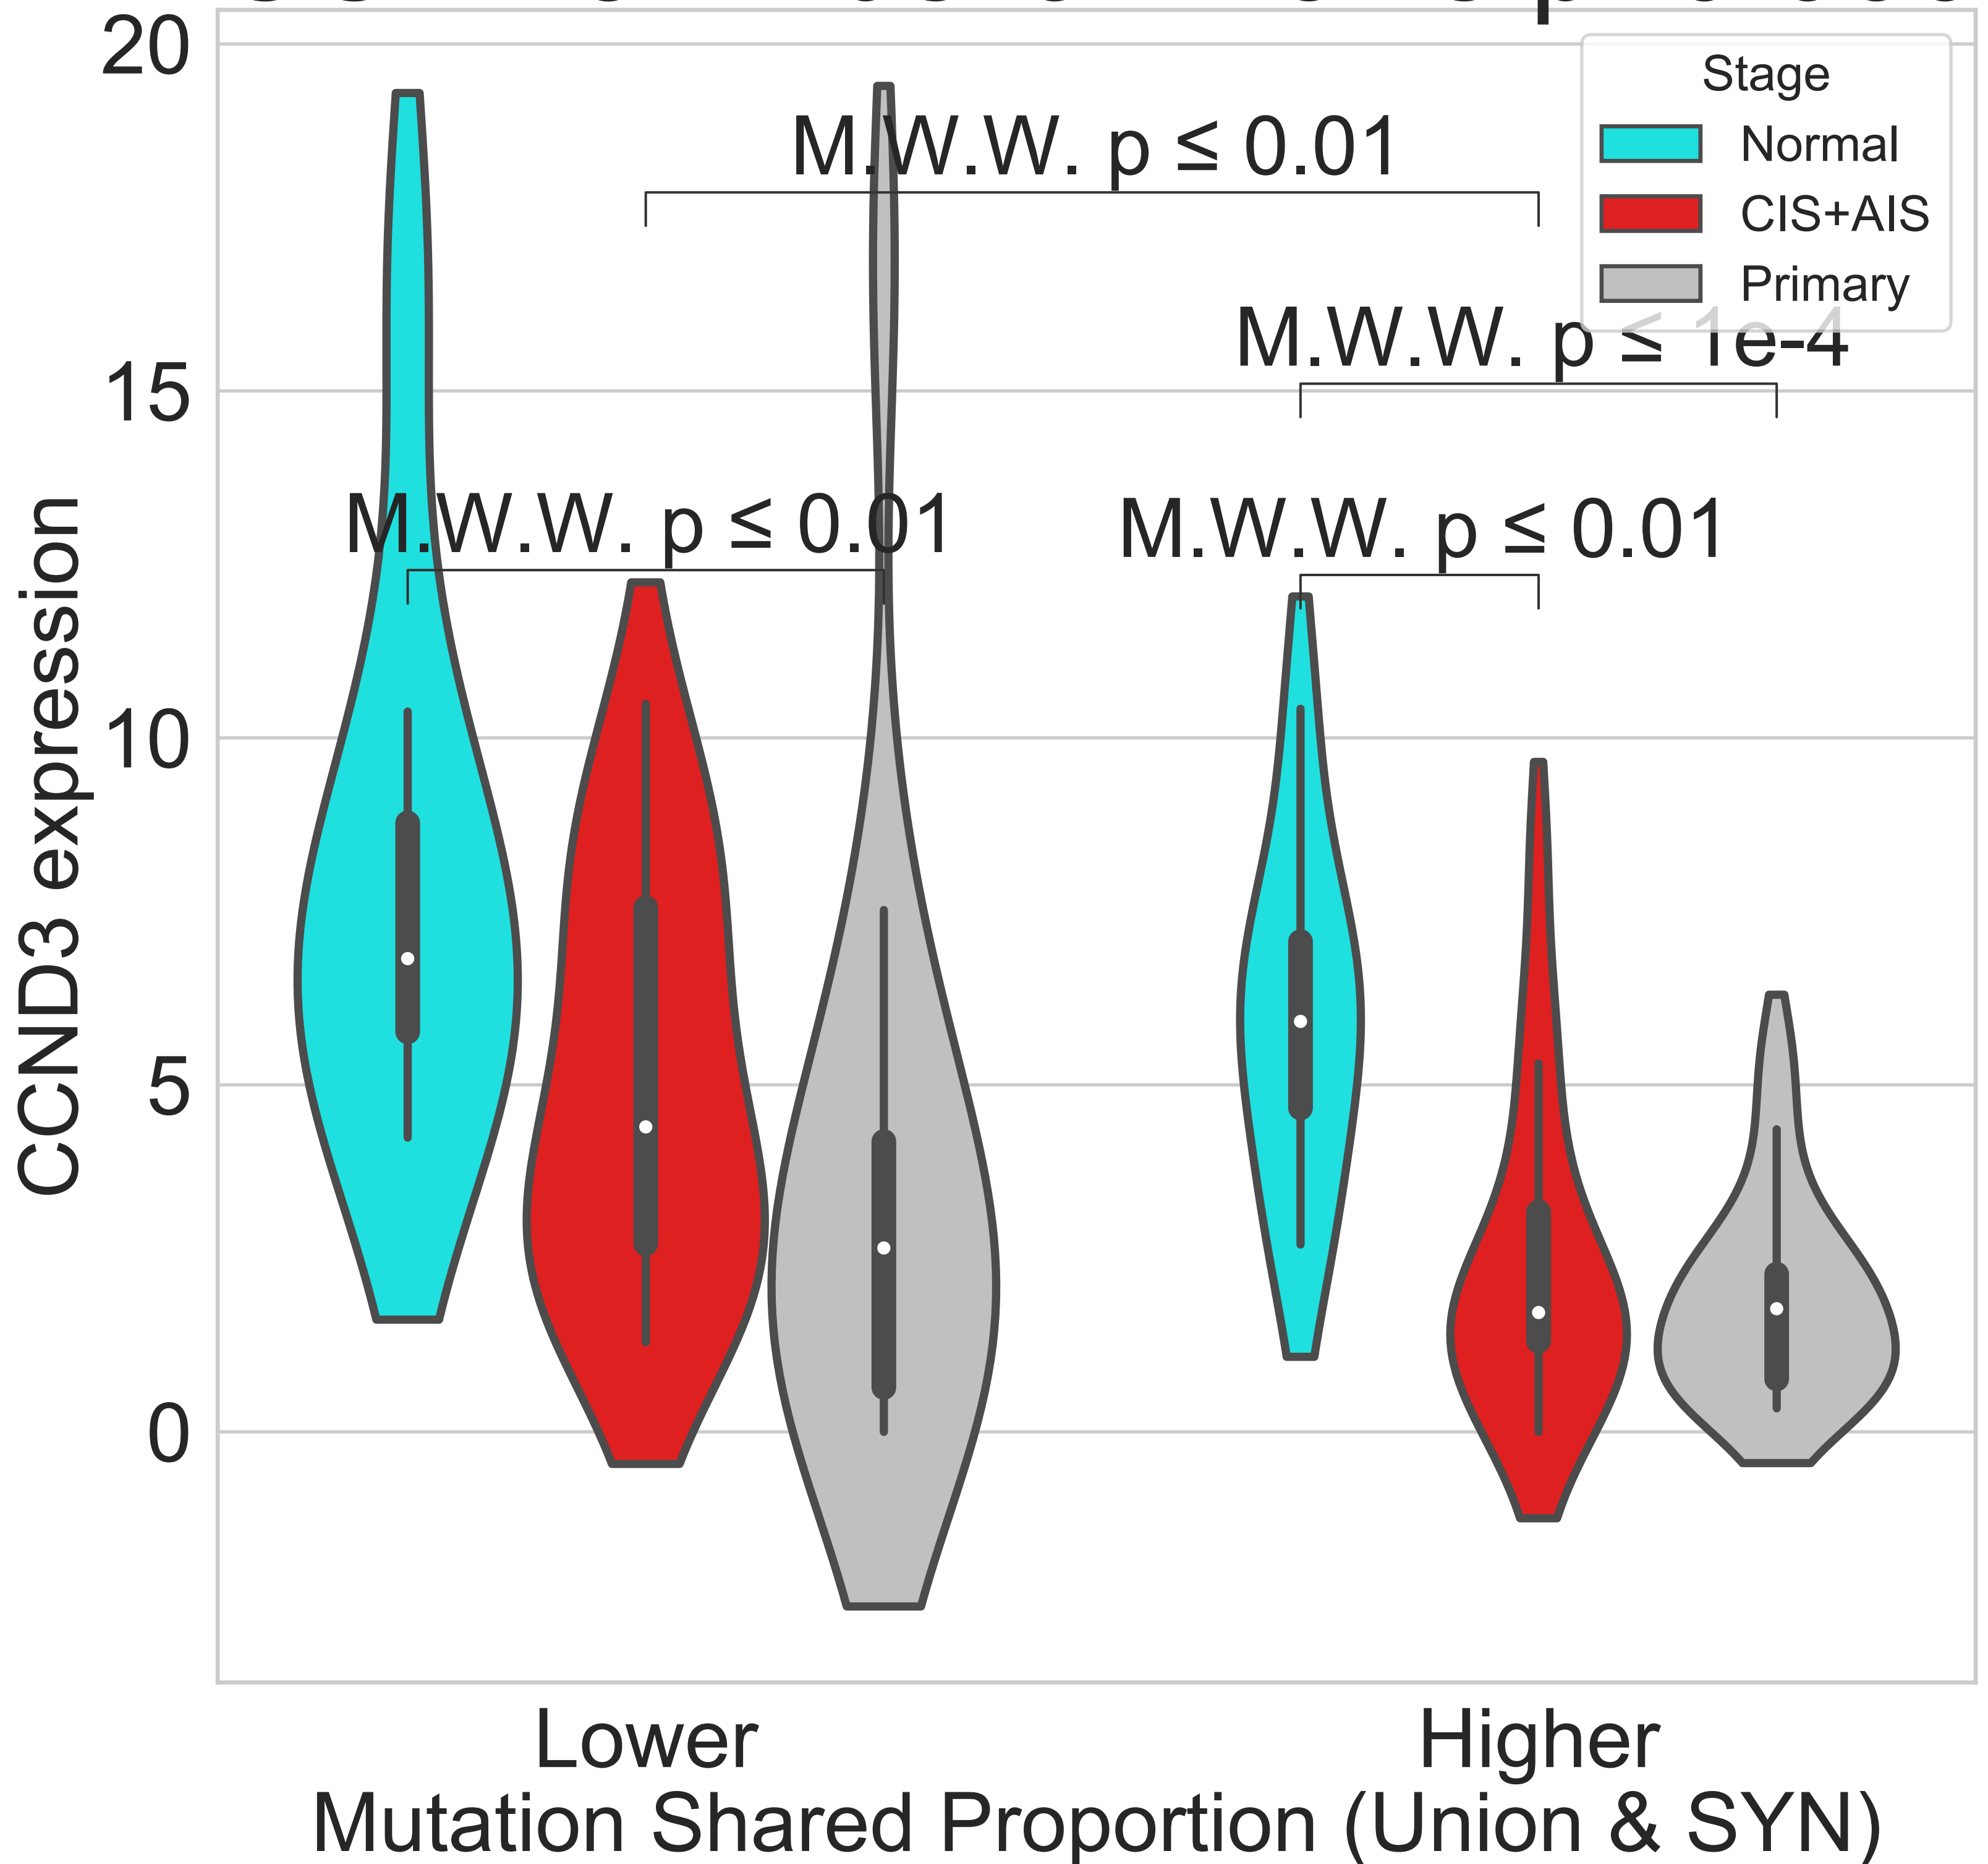 20
15
10
5
0
CCND3 expression
Stage
Normal
CIS+AIS
Primary
M.W.W. p ≤ 0.01
M.W.W. p ≤ 1e-4
M.W.W. p ≤ 0.01
M.W.W. p ≤ 0.01
Lower
Higher
Mutation Shared Proportion (Union & SYN)